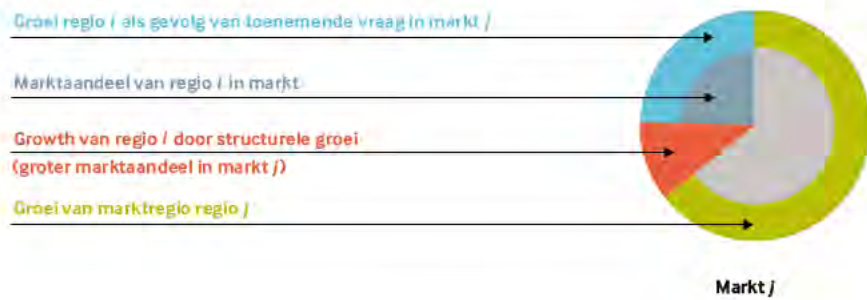 Groei regio i als gevolg van toenemende vraag in markt j
Marktaandeel van regio i in markt
Growth van regio i door structurele groei
(groter marktaandeel in markt j)
Groei van marktregio regio j
Markt j